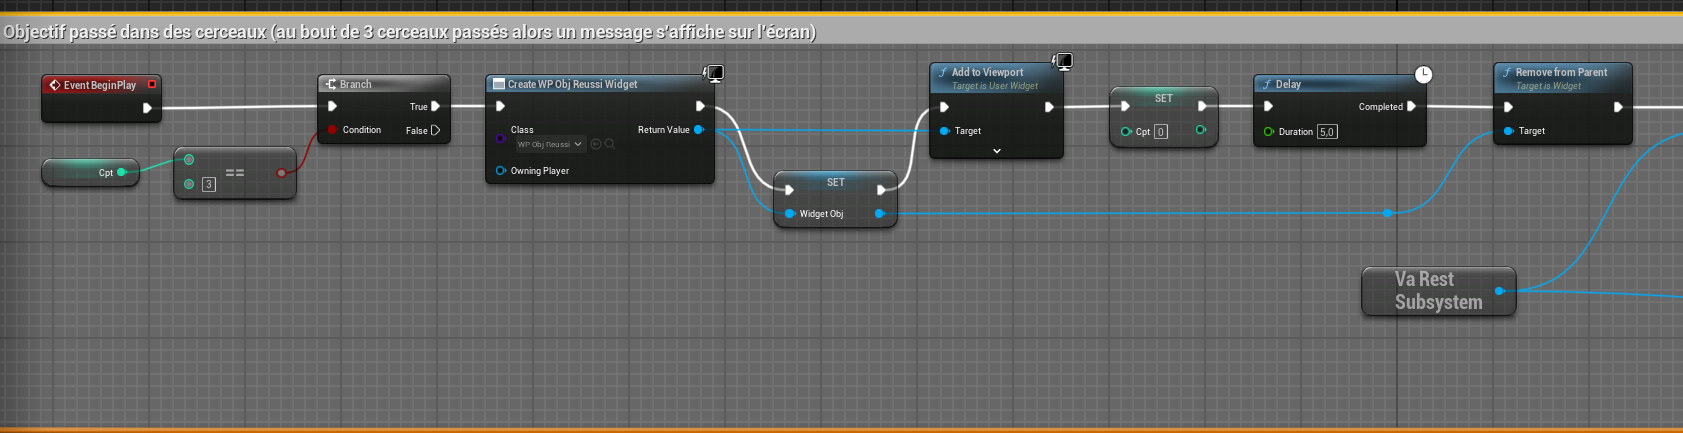 Objectif passé dans des cerceaux (au bout de 3 cerceaux passés alors un message s'affiche sur l'écran)
Event BeginPlay
Cpt
3
==
Branch
True
Condition
False
Create WP Obj Reussi Widget
Class
WP Obj Reussi
Return Value
Owning Player
SET
Widget Obj
Add to Viewport
Target is User Widget
Target
SET
Cpt
0
Delay
Completed
Duration
5,0
Remove from Parent
Target is Widget
Target
Va Rest
Subsystem